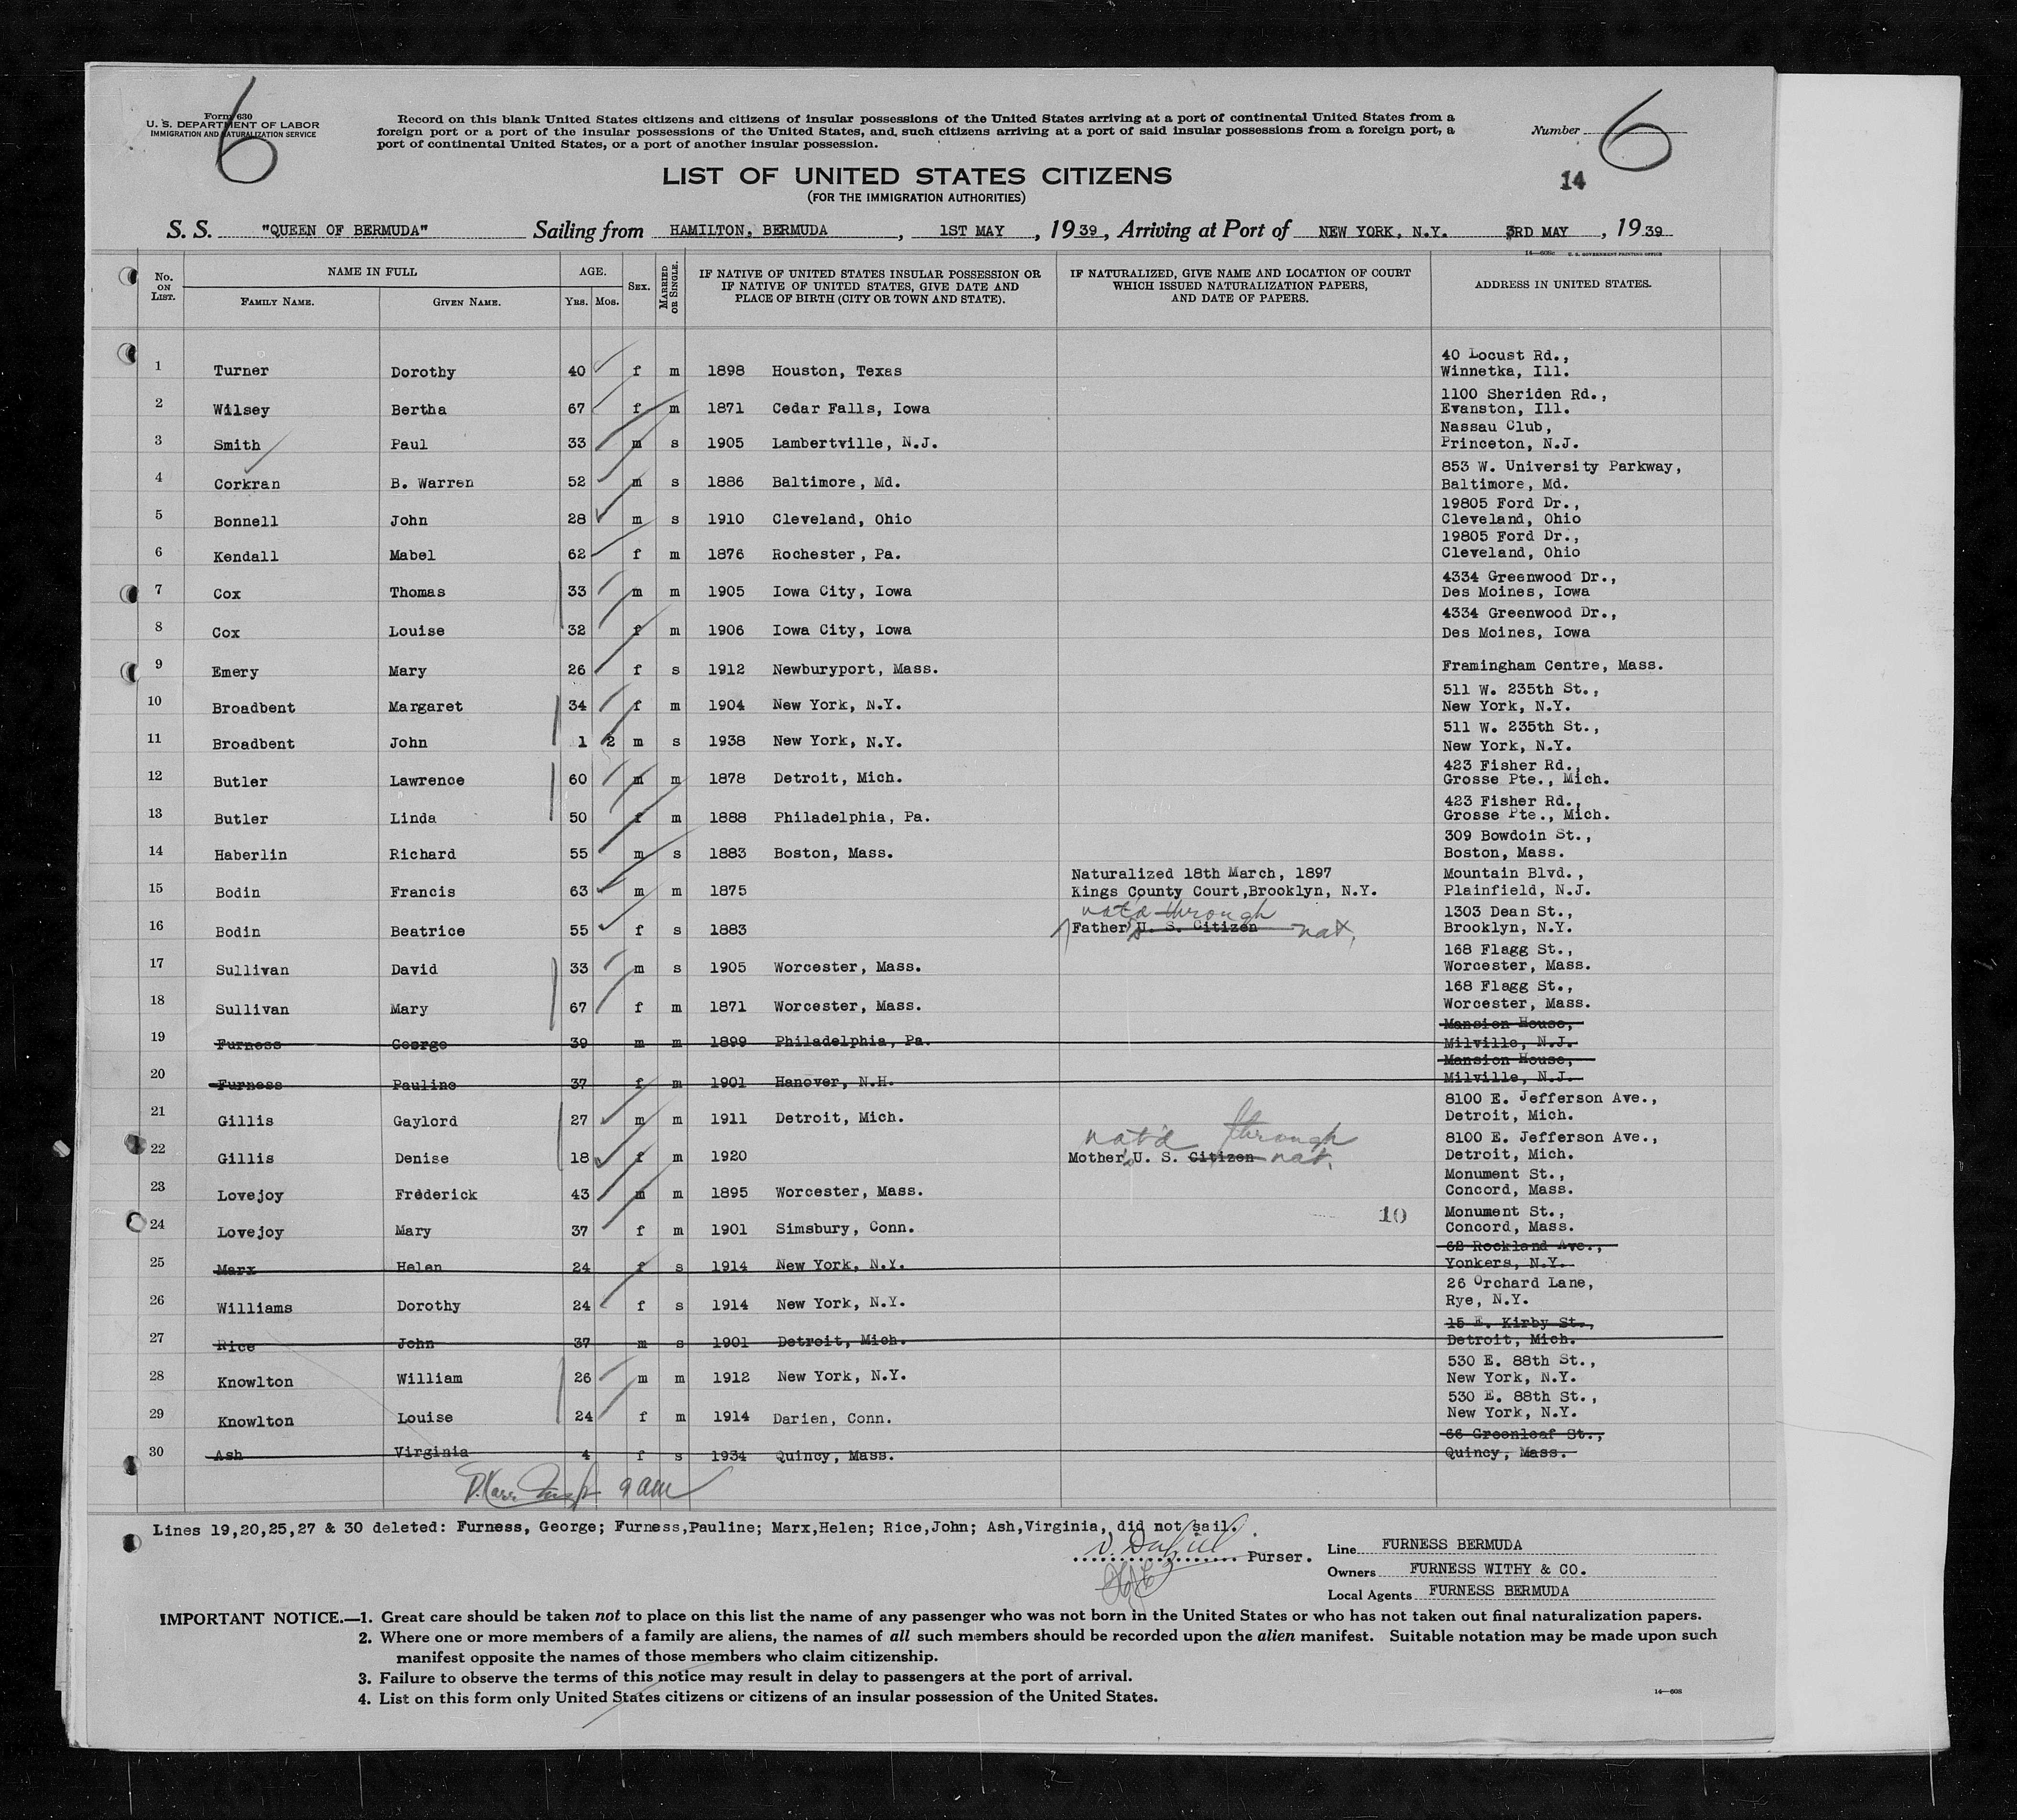 6
Form 630
U. S. DEPARTMENT OF LABOR
IMMIGRATION AND NATURALIZATION SERVICE
Record on this blank United States citizens and citizens of insular possessions of the United States arriving at a port of continental United States from a
foreign port or a port of the insular possessions of the United States, and such citizens arriving at a port of said insular possessions from a foreign port, a
port of continental United States, or a port of another insular possession.
Number 6
14
LIST OF UNITED STATES CITIZENS
(FOR THE IMMIGRATION AUTHORITIES)
S. S. "QUEEN OF BERMUDA" Sailing from HAMILTON, BERMUDA, 1ST MAY, 1939, Arriving at Port of NEW YORK, N.Y. 3RD MAY, 1939
14—608c U. S. GOVERNMENT PRINTING OFFICE
No. ON LIST. NAME IN FULL FAMILY NAME. GIVEN NAME. AGE. YRS. MOS. SEX. MARRIED OR SINGLE. IF NATIVE OF UNITED STATES INSULAR POSSESSION OR IF NATIVE OF UNITED STATES, GIVE DATE AND PLACE OF BIRTH (CITY OR TOWN AND STATE). IF NATURALIZED, GIVE NAME AND LOCATION OF COURT WHICH ISSUED NATURALIZATION PAPERS, AND DATE OF PAPERS. ADDRESS IN UNITED STATES.
1 Turner Dorothy 40 f m 1898 Houston, Texas 40 Locust Rd., Winnetka, Ill.
2 Wilsey Bertha 67 f m 1871 Cedar Falls, Iowa 1100 Sheriden Rd., Evanston, Ill.
3 Smith Paul 33 m s 1905 Lambertville, N.J. Nassau Club, Princeton, N.J.
4 Corkran B. Warren 52 m s 1886 Baltimore, Md. 853 W. University Parkway, Baltimore, Md.
5 Bonnell John 28 m s 1910 Cleveland, Ohio 19805 Ford Dr., Cleveland, Ohio
6 Kendall Mabel 62 f m 1876 Rochester, Pa. 19805 Ford Dr., Cleveland, Ohio
7 Cox Thomas 33 m m 1905 Iowa City, Iowa 4334 Greenwood Dr., Des Moines, Iowa
8 Cox Louise 32 f m 1906 Iowa City, Iowa 4334 Greenwood Dr., Des Moines, Iowa
9 Emery Mary 26 f s 1912 Newburyport, Mass. Framingham Centre, Mass.
10 Broadbent Margaret 34 f m 1904 New York, N.Y. 511 W. 235th St., New York, N.Y.
11 Broadbent John 1 2 m s 1938 New York, N.Y. 511 W. 235th St., New York, N.Y.
12 Butler Lawrence 60 m m 1878 Detroit, Mich. 423 Fisher Rd., Grosse Pte., Mich.
13 Butler Linda 50 f m 1888 Philadelphia, Pa. 423 Fisher Rd., Grosse Pte., Mich.
14 Haberlin Richard 55 m s 1883 Boston, Mass. 309 Bowdoin St., Boston, Mass.
15 Bodin Francis 63 m m 1875 Naturalized 18th March, 1897 Kings County Court,Brooklyn, N.Y. Mountain Blvd., Plainfield, N.J.
16 Bodin Beatrice 55 f s 1883 nat'd through Father's U. S. Citizen nat. 1303 Dean St., Brooklyn, N.Y.
17 Sullivan David 33 m s 1905 Worcester, Mass. 168 Flagg St., Worcester, Mass.
18 Sullivan Mary 67 f m 1871 Worcester, Mass. 168 Flagg St., Worcester, Mass.
19 Furness George 39 m m 1899 Philadelphia, Pa. Mansion House, Milville, N.J.
20 Furness Pauline 37 f m 1901 Hanover, N.H. Mansion House, Milville, N.J.
21 Gillis Gaylord 27 m m 1911 Detroit, Mich. 8100 E. Jefferson Ave., Detroit, Mich.
22 Gillis Denise 18 f m 1920 nat'd through Mother's U. S. Citizen nat. 8100 E. Jefferson Ave., Detroit, Mich.
23 Lovejoy Frederick 43 m m 1895 Worcester, Mass. Monument St., Concord, Mass.
24 Lovejoy Mary 37 f m 1901 Simsbury, Conn. 10 Monument St., Concord, Mass.
25 Marx Helen 24 f s 1914 New York, N.Y. 62 Rockland Ave., Yonkers, N.Y.
26 Williams Dorothy 24 f s 1914 New York, N.Y. 26 Orchard Lane, Rye, N.Y.
27 Rice John 37 m s 1901 Detroit, Mich. 15 E. Kirby St., Detroit, Mich.
28 Knowlton William 26 m m 1912 New York, N.Y. 530 E. 88th St., New York, N.Y.
29 Knowlton Louise 24 f m 1914 Darien, Conn. 530 E. 88th St., New York, N.Y.
30 Ash Virginia 4 f s 1934 Quincy, Mass. 66 Greenleaf St., Quincy, Mass.
9 am
Lines 19,20,25,27 & 30 deleted: Furness, George; Furness,Pauline; Marx,Helen; Rice,John; Ash,Virginia, did not sail.
Purser.
Line FURNESS BERMUDA
Owners FURNESS WITHY & CO.
Local Agents FURNESS BERMUDA
IMPORTANT NOTICE.—1. Great care should be taken not to place on this list the name of any passenger who was not born in the United States or who has not taken out final naturalization papers.
2. Where one or more members of a family are aliens, the names of all such members should be recorded upon the alien manifest. Suitable notation may be made upon such
manifest opposite the names of those members who claim citizenship.
3. Failure to observe the terms of this notice may result in delay to passengers at the port of arrival.
4. List on this form only United States citizens or citizens of an insular possession of the United States.
14—608